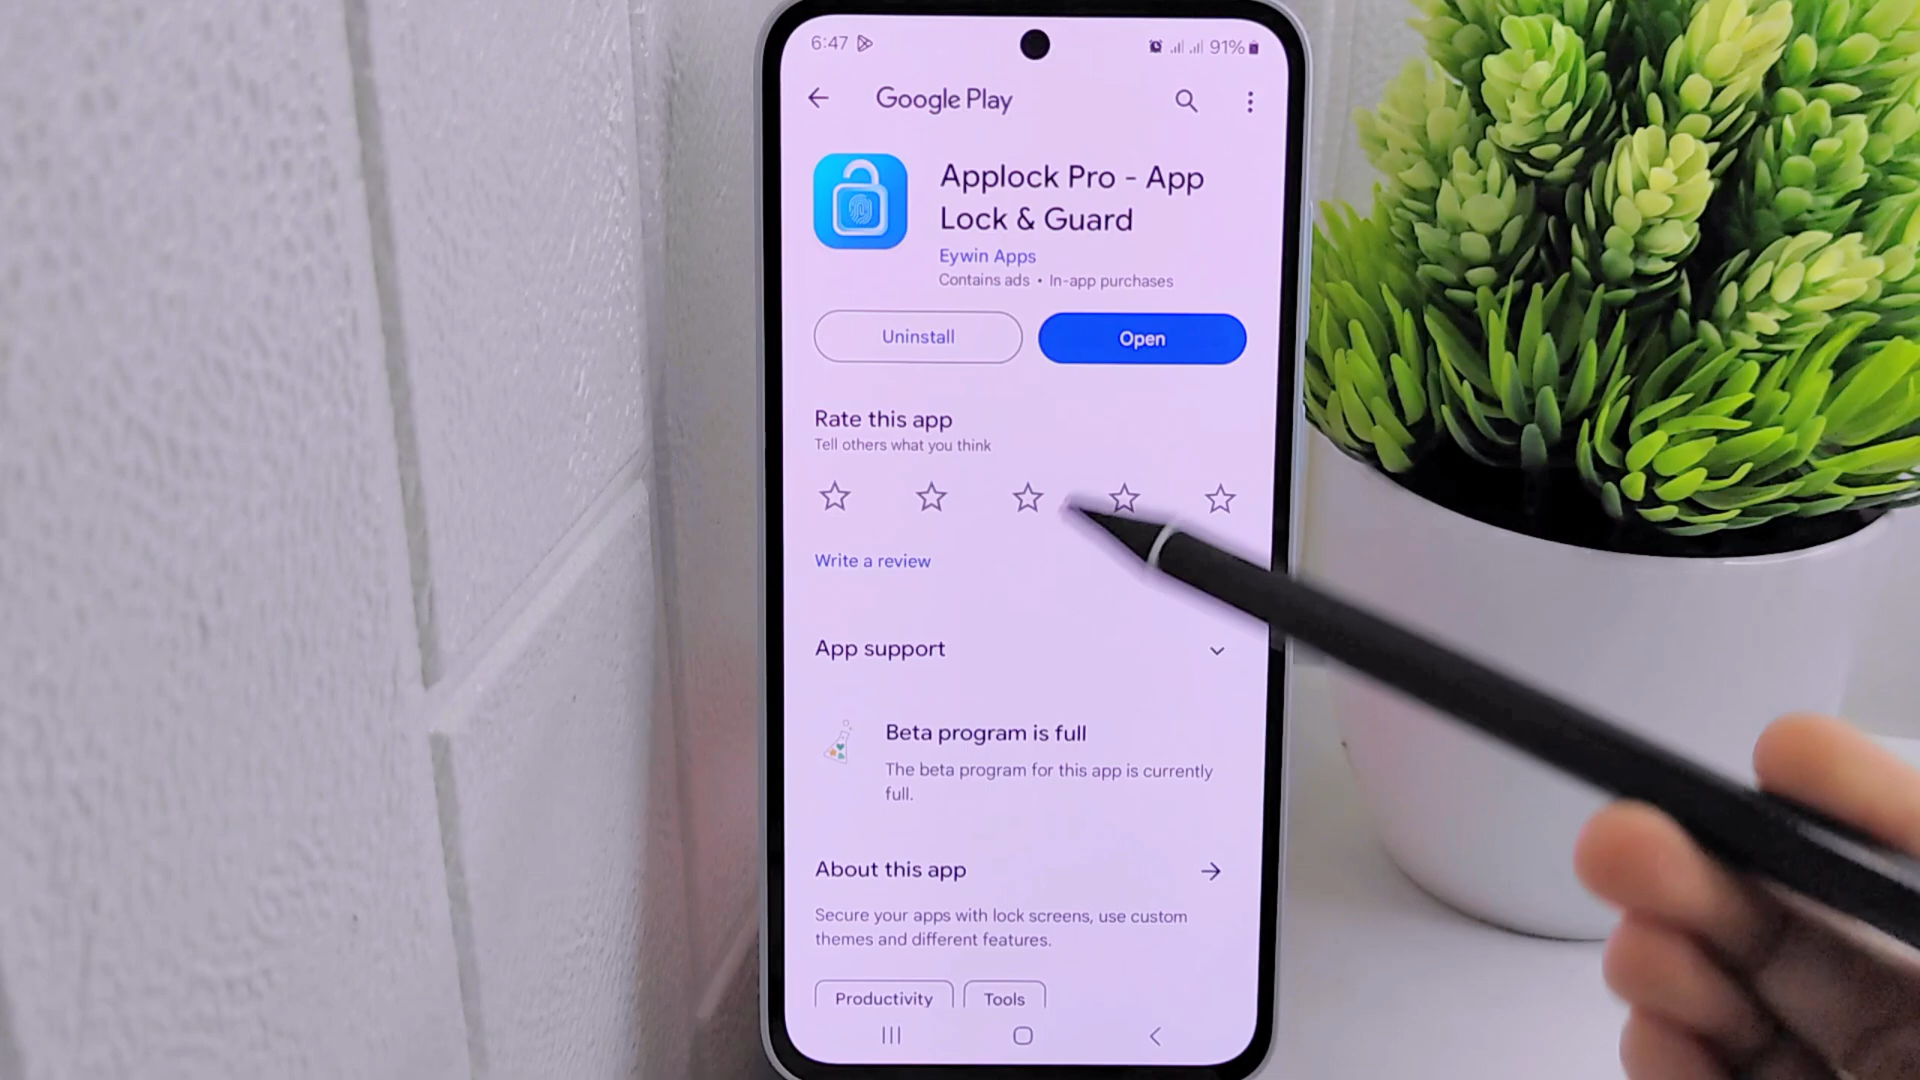 6:47
91%
Google Play
Applock Pro - App
Lock & Guard
Eywin Apps
Contains ads • In-app purchases
Uninstall
Open
Rate this app
Tell others what you think
Write a review
App support
Beta program is full
The beta program for this app is currently
full.
About this app
Secure your apps with lock screens, use custom
themes and different features.
Productivity
Tools